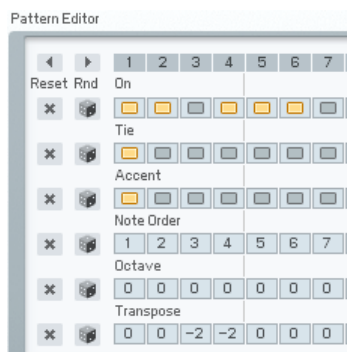 Pattern Editor
1 2 3 4 5 6 7
Reset Rnd On
Tie
Accent
Note Order
1 2 3 4 5 6 7
Octave
0 0 0 0 0 0 0
Transpose
0 0 -2 -2 0 0 0